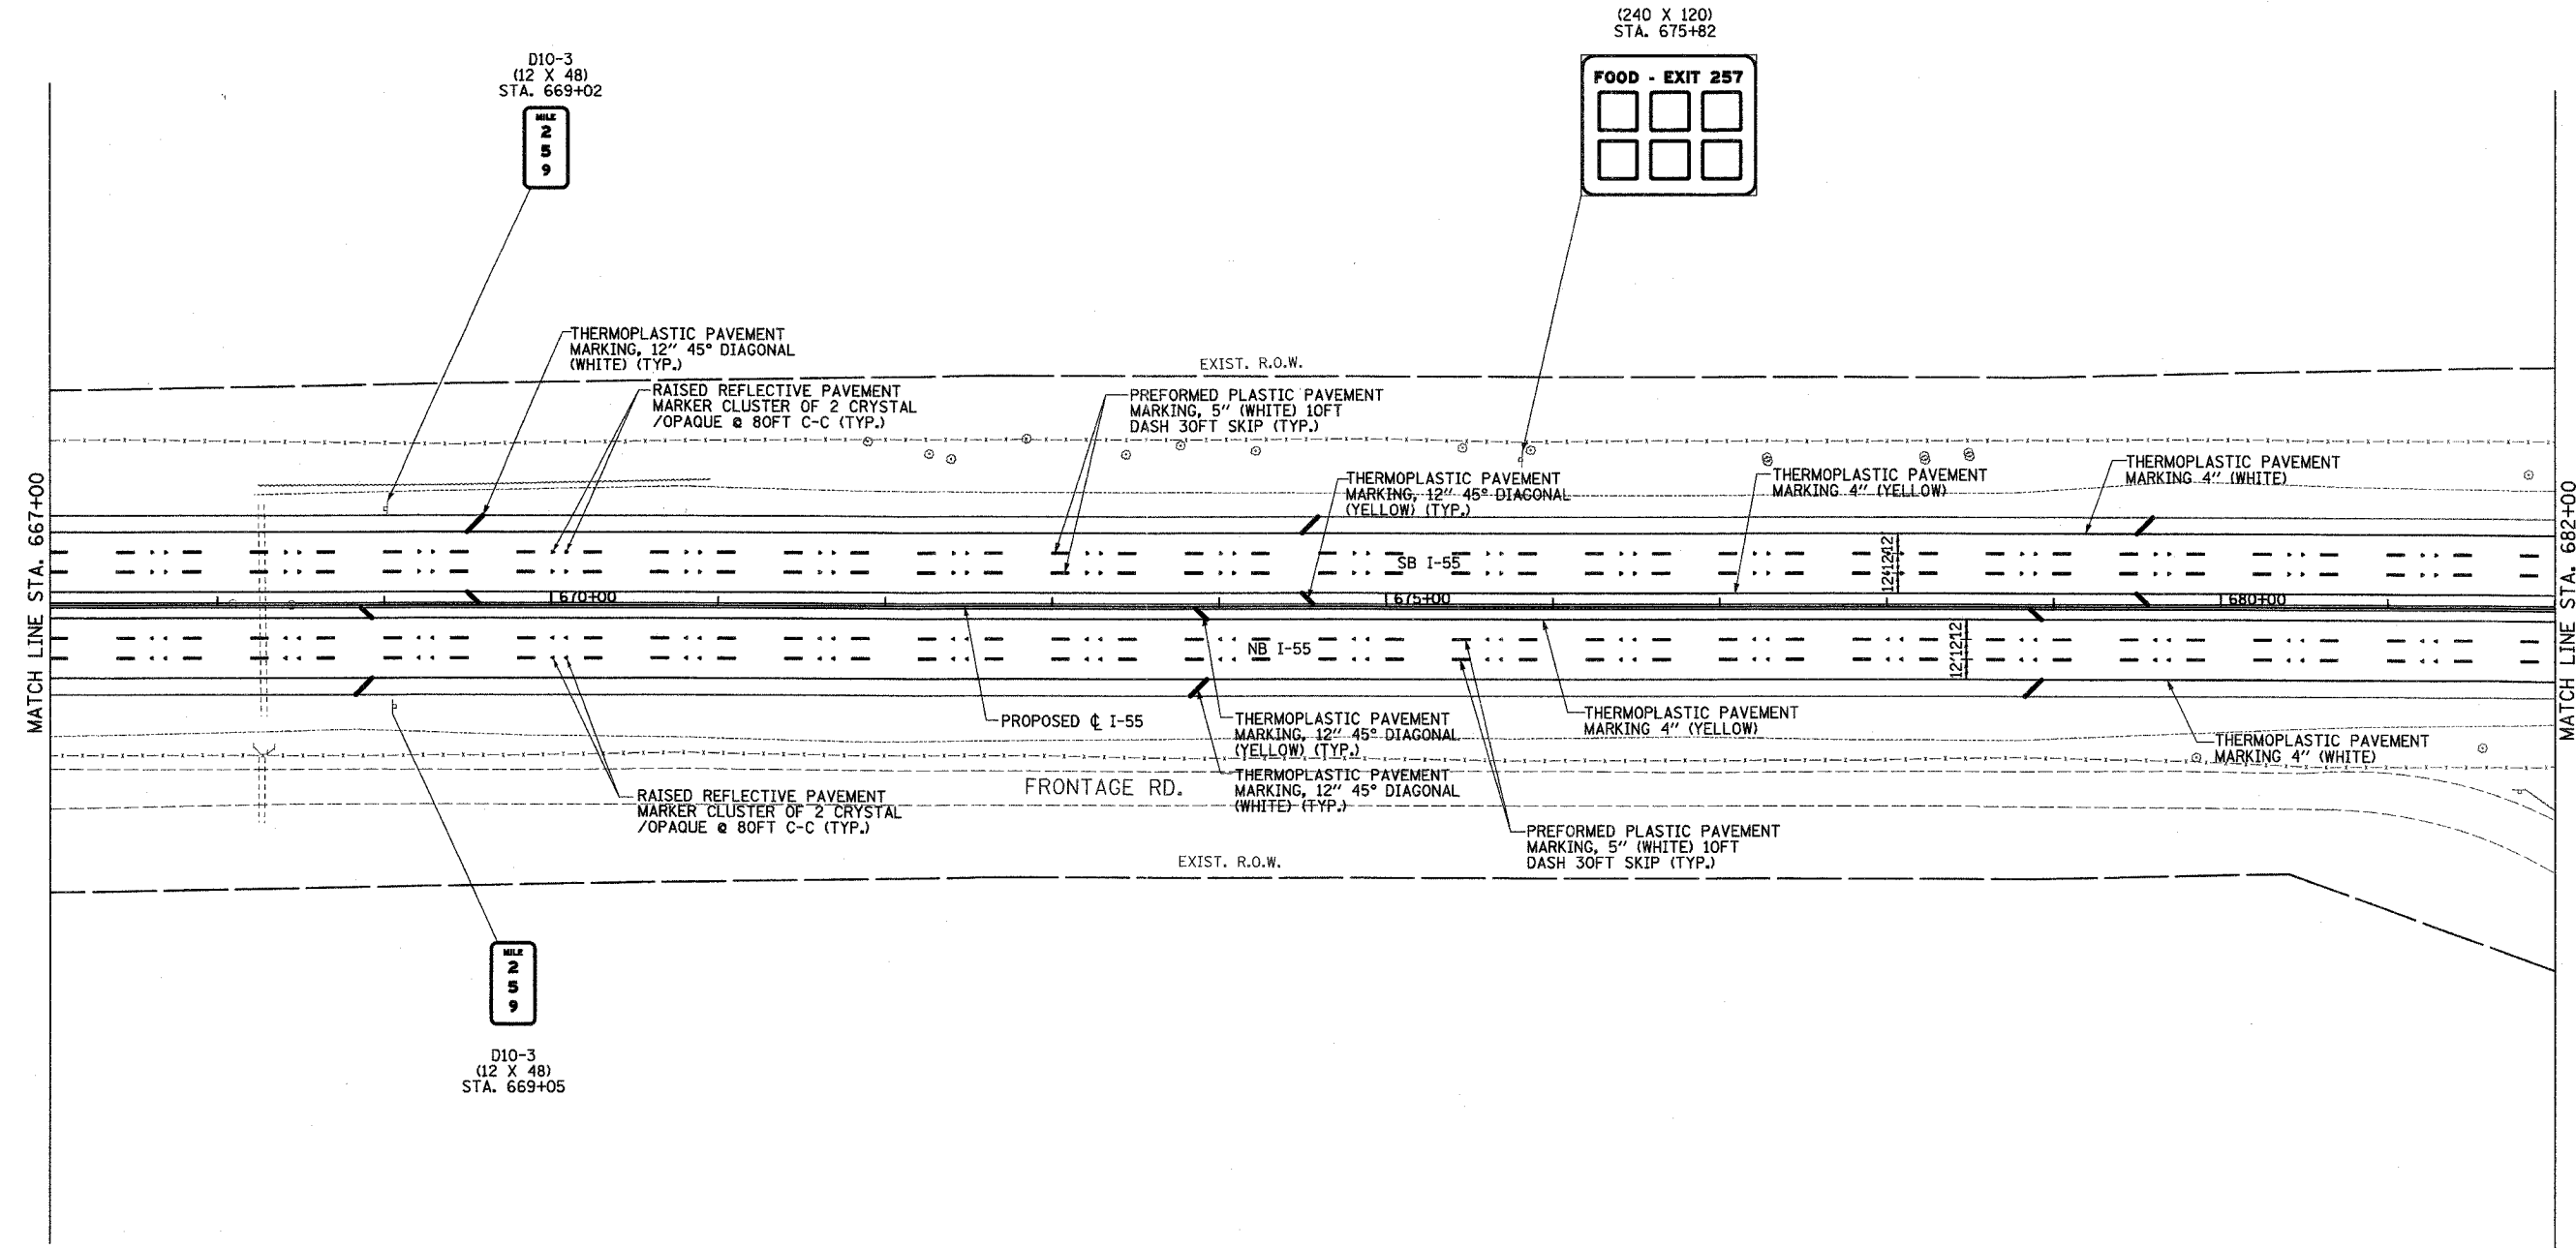 (240 X 120)
STA. 675+82
FOOD - EXIT 257
D10-3
(12 X 48)
STA. 669+02
MILE
2
5
9
THERMOPLASTIC PAVEMENT
MARKING, 12" 45° DIAGONAL
(WHITE) (TYP.)
RAISED REFLECTIVE PAVEMENT
MARKER CLUSTER OF 2 CRYSTAL
/OPAQUE @ 80FT C-C (TYP.)
EXIST. R.O.W.
PREFORMED PLASTIC PAVEMENT
MARKING, 5" (WHITE) 10FT
DASH 30FT SKIP (TYP.)
THERMOPLASTIC PAVEMENT
MARKING, 12" 45° DIAGONAL
(YELLOW) (TYP.)
THERMOPLASTIC PAVEMENT
MARKING 4" (YELLOW)
THERMOPLASTIC PAVEMENT
MARKING 4" (WHITE)
MATCH LINE STA. 667+00
MATCH LINE STA. 682+00
SB I-55
12'12'12'
670+00
675+00
680+00
NB I-55
12'12'12'
PROPOSED ℄ I-55
THERMOPLASTIC PAVEMENT
MARKING, 12" 45° DIAGONAL
(YELLOW) (TYP.)
THERMOPLASTIC PAVEMENT
MARKING 4" (YELLOW)
THERMOPLASTIC PAVEMENT
MARKING 4" (WHITE)
FRONTAGE RD.
THERMOPLASTIC PAVEMENT
MARKING, 12" 45° DIAGONAL
(WHITE) (TYP.)
RAISED REFLECTIVE PAVEMENT
MARKER CLUSTER OF 2 CRYSTAL
/OPAQUE @ 80FT C-C (TYP.)
PREFORMED PLASTIC PAVEMENT
MARKING, 5" (WHITE) 10FT
DASH 30FT SKIP (TYP.)
EXIST. R.O.W.
MILE
2
5
9
D10-3
(12 X 48)
STA. 669+05